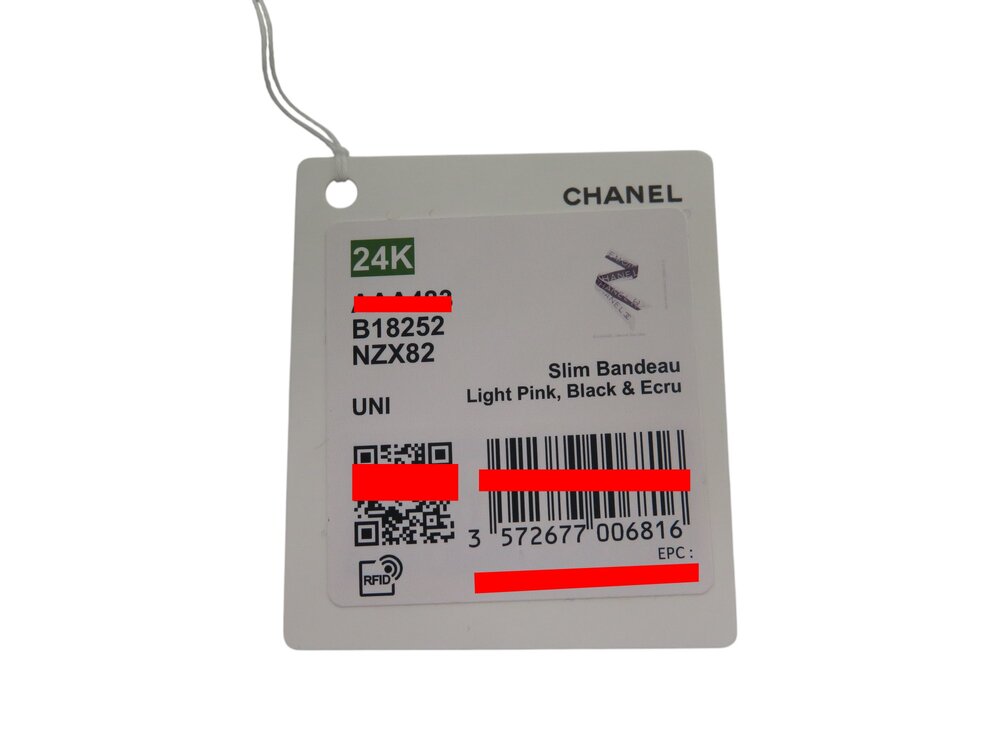 CHANEL
24K
B18252
NZX82
Slim Bandeau
Light Pink, Black & Ecru
UNI
3 572677 006816
EPC :
RFID